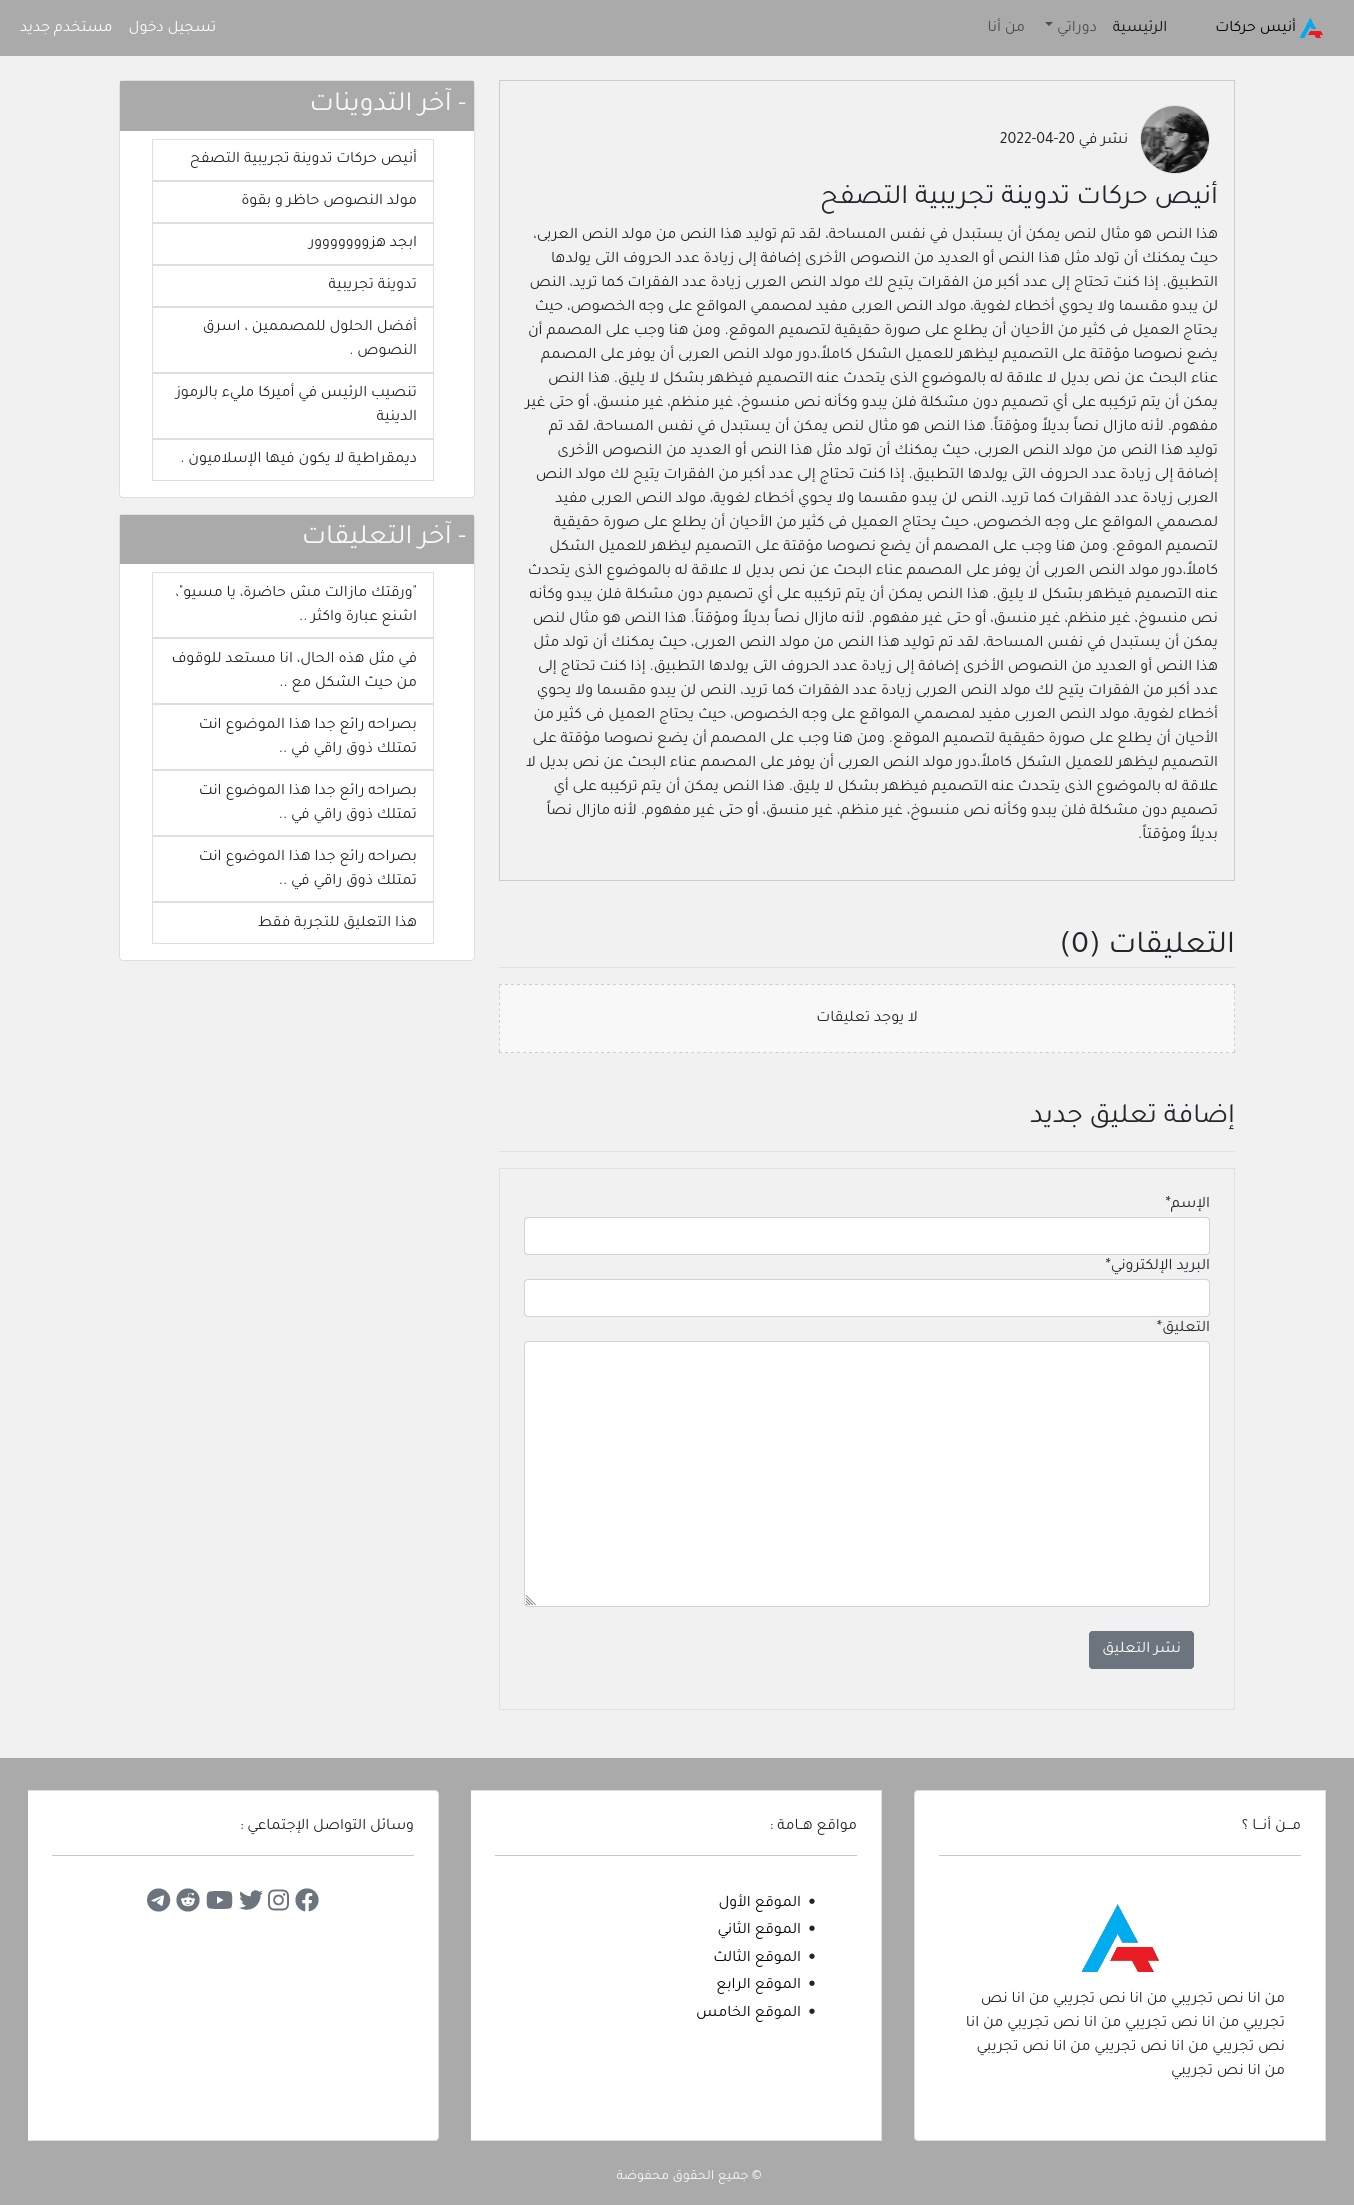 أنيس حركات
الرئيسية
دوراتي
من أنا
تسجيل دخول
مستخدم جديد
نشر في 20-04-2022
أنيص حركات تدوينة تجريبية التصفح
هذا النص هو مثال لنص يمكن أن يستبدل في نفس المساحة، لقد تم توليد هذا النص من مولد النص العربى،
حيث يمكنك أن تولد مثل هذا النص أو العديد من النصوص الأخرى إضافة إلى زيادة عدد الحروف التى يولدها
التطبيق. إذا كنت تحتاج إلى عدد أكبر من الفقرات يتيح لك مولد النص العربى زيادة عدد الفقرات كما تريد، النص
لن يبدو مقسما ولا يحوي أخطاء لغوية، مولد النص العربى مفيد لمصممي المواقع على وجه الخصوص، حيث
يحتاج العميل فى كثير من الأحيان أن يطلع على صورة حقيقية لتصميم الموقع. ومن هنا وجب على المصمم أن
يضع نصوصا مؤقتة على التصميم ليظهر للعميل الشكل كاملاً،دور مولد النص العربى أن يوفر على المصمم
عناء البحث عن نص بديل لا علاقة له بالموضوع الذى يتحدث عنه التصميم فيظهر بشكل لا يليق. هذا النص
يمكن أن يتم تركيبه على أي تصميم دون مشكلة فلن يبدو وكأنه نص منسوخ، غير منظم، غير منسق، أو حتى غير
مفهوم. لأنه مازال نصاً بديلاً ومؤقتاً. هذا النص هو مثال لنص يمكن أن يستبدل في نفس المساحة، لقد تم
توليد هذا النص من مولد النص العربى، حيث يمكنك أن تولد مثل هذا النص أو العديد من النصوص الأخرى
إضافة إلى زيادة عدد الحروف التى يولدها التطبيق. إذا كنت تحتاج إلى عدد أكبر من الفقرات يتيح لك مولد النص
العربى زيادة عدد الفقرات كما تريد، النص لن يبدو مقسما ولا يحوي أخطاء لغوية، مولد النص العربى مفيد
لمصممي المواقع على وجه الخصوص، حيث يحتاج العميل فى كثير من الأحيان أن يطلع على صورة حقيقية
لتصميم الموقع. ومن هنا وجب على المصمم أن يضع نصوصا مؤقتة على التصميم ليظهر للعميل الشكل
كاملاً،دور مولد النص العربى أن يوفر على المصمم عناء البحث عن نص بديل لا علاقة له بالموضوع الذى يتحدث
عنه التصميم فيظهر بشكل لا يليق. هذا النص يمكن أن يتم تركيبه على أي تصميم دون مشكلة فلن يبدو وكأنه
نص منسوخ، غير منظم، غير منسق، أو حتى غير مفهوم. لأنه مازال نصاً بديلاً ومؤقتاً. هذا النص هو مثال لنص
يمكن أن يستبدل في نفس المساحة، لقد تم توليد هذا النص من مولد النص العربى، حيث يمكنك أن تولد مثل
هذا النص أو العديد من النصوص الأخرى إضافة إلى زيادة عدد الحروف التى يولدها التطبيق. إذا كنت تحتاج إلى
عدد أكبر من الفقرات يتيح لك مولد النص العربى زيادة عدد الفقرات كما تريد، النص لن يبدو مقسما ولا يحوي
أخطاء لغوية، مولد النص العربى مفيد لمصممي المواقع على وجه الخصوص، حيث يحتاج العميل فى كثير من
الأحيان أن يطلع على صورة حقيقية لتصميم الموقع. ومن هنا وجب على المصمم أن يضع نصوصا مؤقتة على
التصميم ليظهر للعميل الشكل كاملاً،دور مولد النص العربى أن يوفر على المصمم عناء البحث عن نص بديل لا
علاقة له بالموضوع الذى يتحدث عنه التصميم فيظهر بشكل لا يليق. هذا النص يمكن أن يتم تركيبه على أي
تصميم دون مشكلة فلن يبدو وكأنه نص منسوخ، غير منظم، غير منسق، أو حتى غير مفهوم. لأنه مازال نصاً
بديلاً ومؤقتاً.
التعليقات (0)
لا يوجد تعليقات
إضافة تعليق جديد
الإسم*
البريد الإلكتروني*
التعليق*
نشر التعليق
- آخر التدوينات
أنيص حركات تدوينة تجريبية التصفح
مولد النصوص حاظر و بقوة
ابجد هزوووووووور
تدوينة تجريبية
أفضل الحلول للمصممين ، اسرق
النصوص .
تنصيب الرئيس في أميركا مليء بالرموز
الدينية
ديمقراطية لا يكون فيها الإسلاميون .
- آخر التعليقات
"ورقتك مازالت مش حاضرة، يا مسيو"،
اشنع عبارة واكثر ..
في مثل هذه الحال، انا مستعد للوقوف
من حيث الشكل مع ..
بصراحه رائع جدا هذا الموضوع انت
تمتلك ذوق راقي في ..
بصراحه رائع جدا هذا الموضوع انت
تمتلك ذوق راقي في ..
بصراحه رائع جدا هذا الموضوع انت
تمتلك ذوق راقي في ..
هذا التعليق للتجربة فقط
مــن أنـا ؟
من انا نص تجريبي من انا نص تجريبي من انا نص
تجريبي من انا نص تجريبي من انا نص تجريبي من انا
نص تجريبي من انا نص تجريبي من انا نص تجريبي
من انا نص تجريبي
مواقع هـامة :
الموقع الأول
الموقع الثاني
الموقع الثالث
الموقع الرابع
الموقع الخامس
وسائل التواصل الإجتماعي :
© جميع الحقوق محفوضة